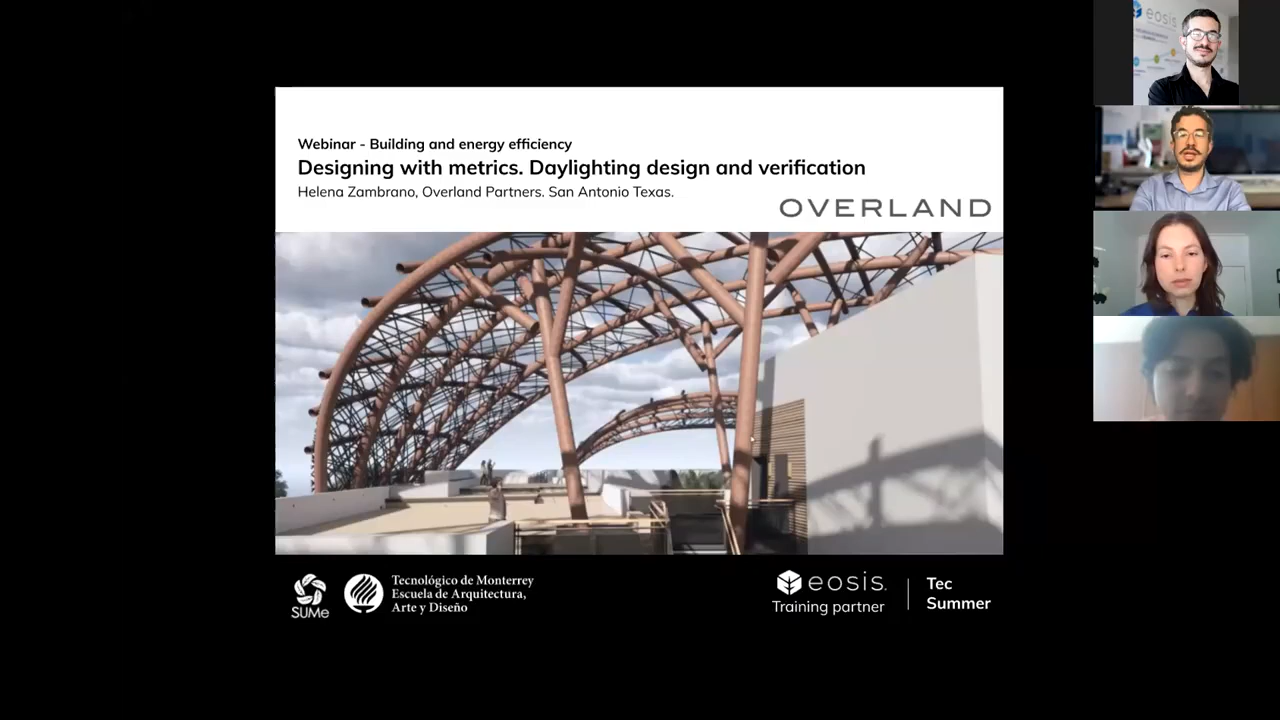 Webinar - Building and energy efficiency
Designing with metrics. Daylighting design and verification
Helena Zambrano, Overland Partners. San Antonio Texas.
OVERLAND
SUMe
Tecnológico de Monterrey
Escuela de Arquitectura,
Arte y Diseño
eosis.
Training partner
Tec
Summer
eosis